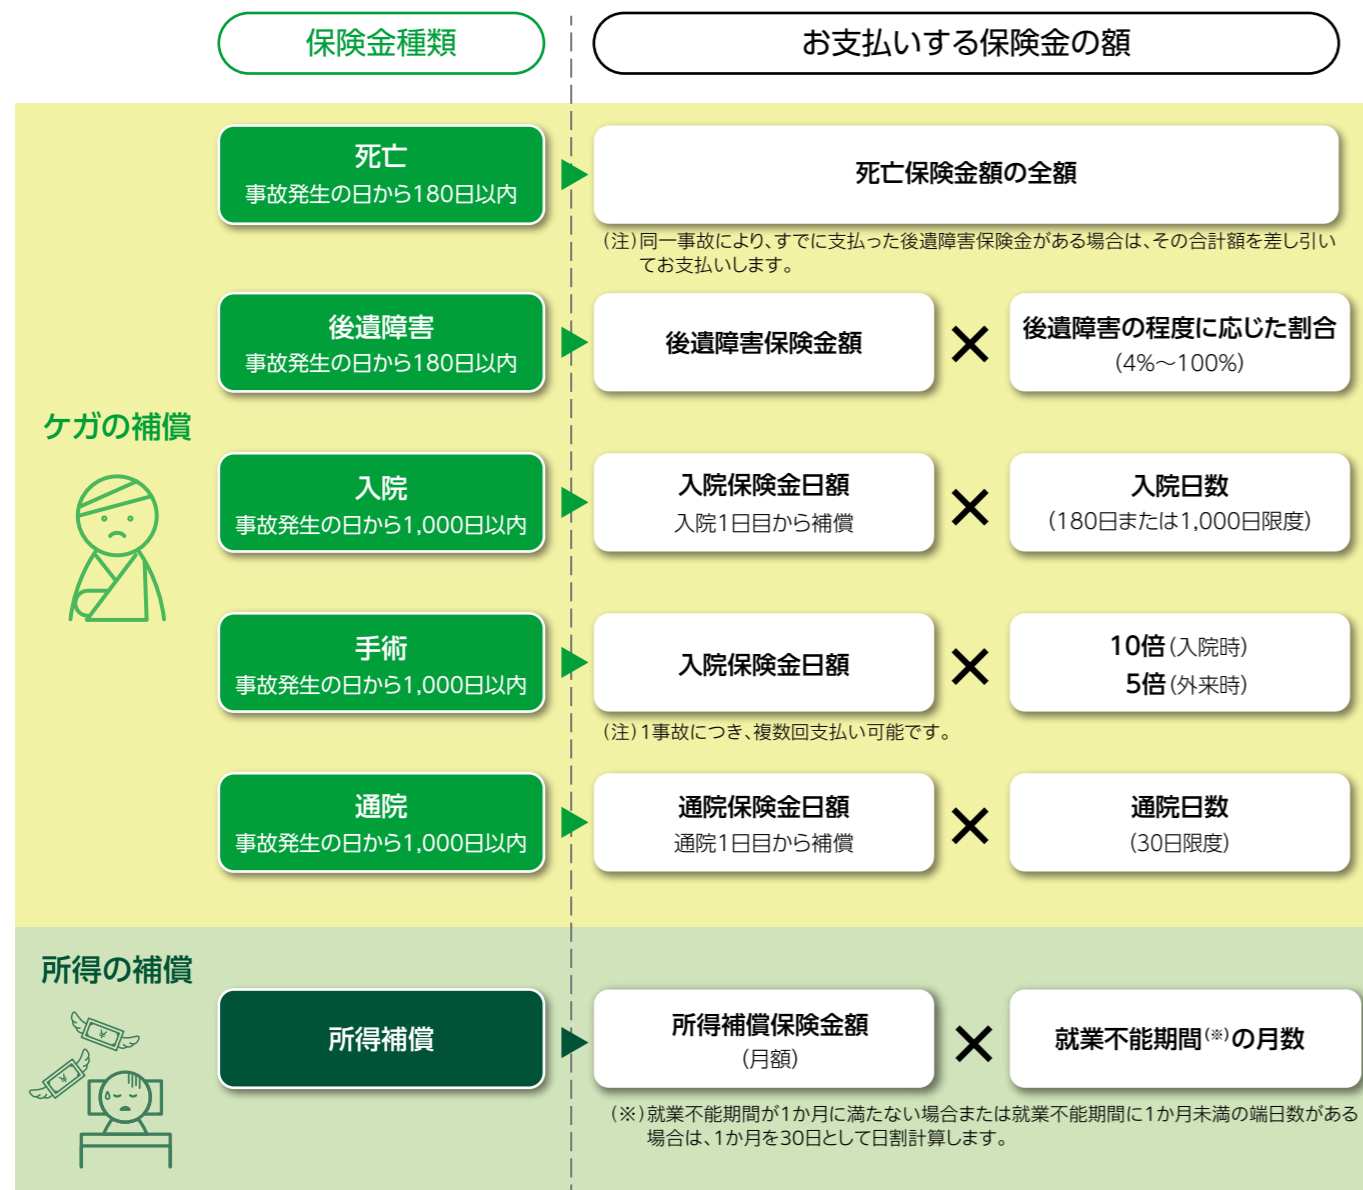 保険金種類
お支払いする保険金の額
ケガの補償
死亡
事故発生の日から180日以内
死亡保険金額の全額
(注)同一事故により、すでに支払った後遺障害保険金がある場合は、その合計額を差し引い
てお支払いします。
後遺障害
事故発生の日から180日以内
後遺障害保険金額
×
後遺障害の程度に応じた割合
(4%〜100%)
入院
事故発生の日から1,000日以内
入院保険金日額
入院1日目から補償
×
入院日数
(180日または1,000日限度)
手術
事故発生の日から1,000日以内
入院保険金日額
×
10倍(入院時)
5倍(外来時)
(注)1事故につき、複数回支払い可能です。
通院
事故発生の日から1,000日以内
通院保険金日額
通院1日目から補償
×
通院日数
(30日限度)
所得の補償
¥
¥
所得補償
所得補償保険金額
(月額)
×
就業不能期間(※)の月数
(※)就業不能期間が1か月に満たない場合または就業不能期間に1か月未満の端日数がある
場合は、1か月を30日として日割計算します。